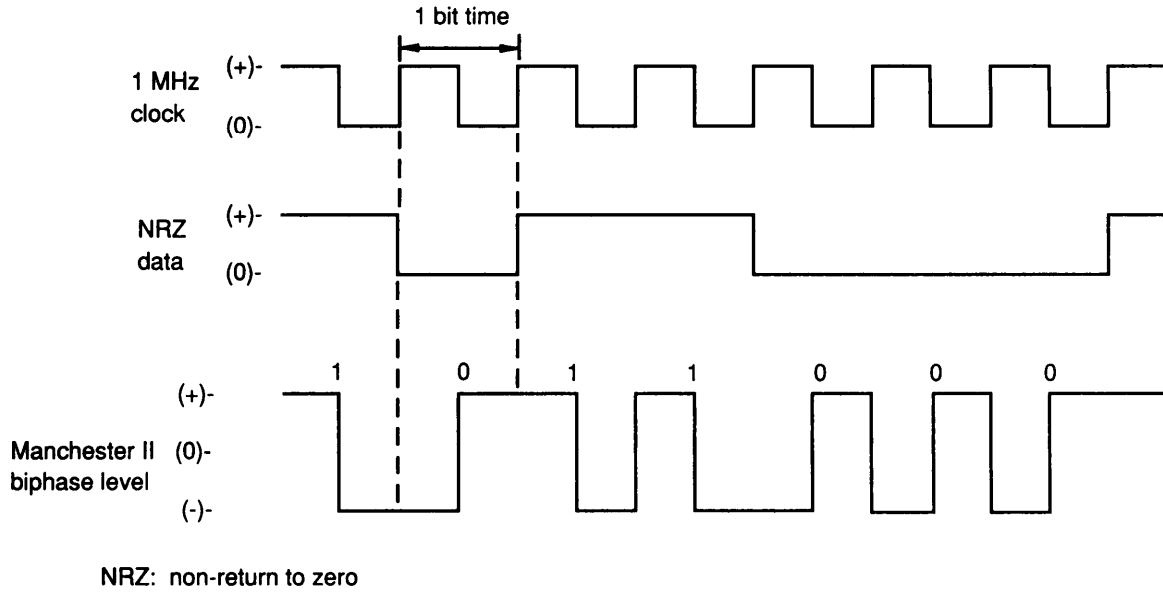 1 bit time
(+)-
1 MHz
clock
(0)-
(+)-
NRZ
data
(0)-
1 0 1 1 0 0 0
(+)-
Manchester II (0)-
biphase level
(-)-
NRZ: non-return to zero